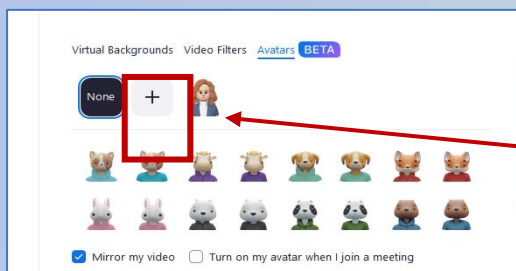 Virtual Backgrounds Video Filters Avatars BETA
None +
Mirror my video Turn on my avatar when I join a meeting